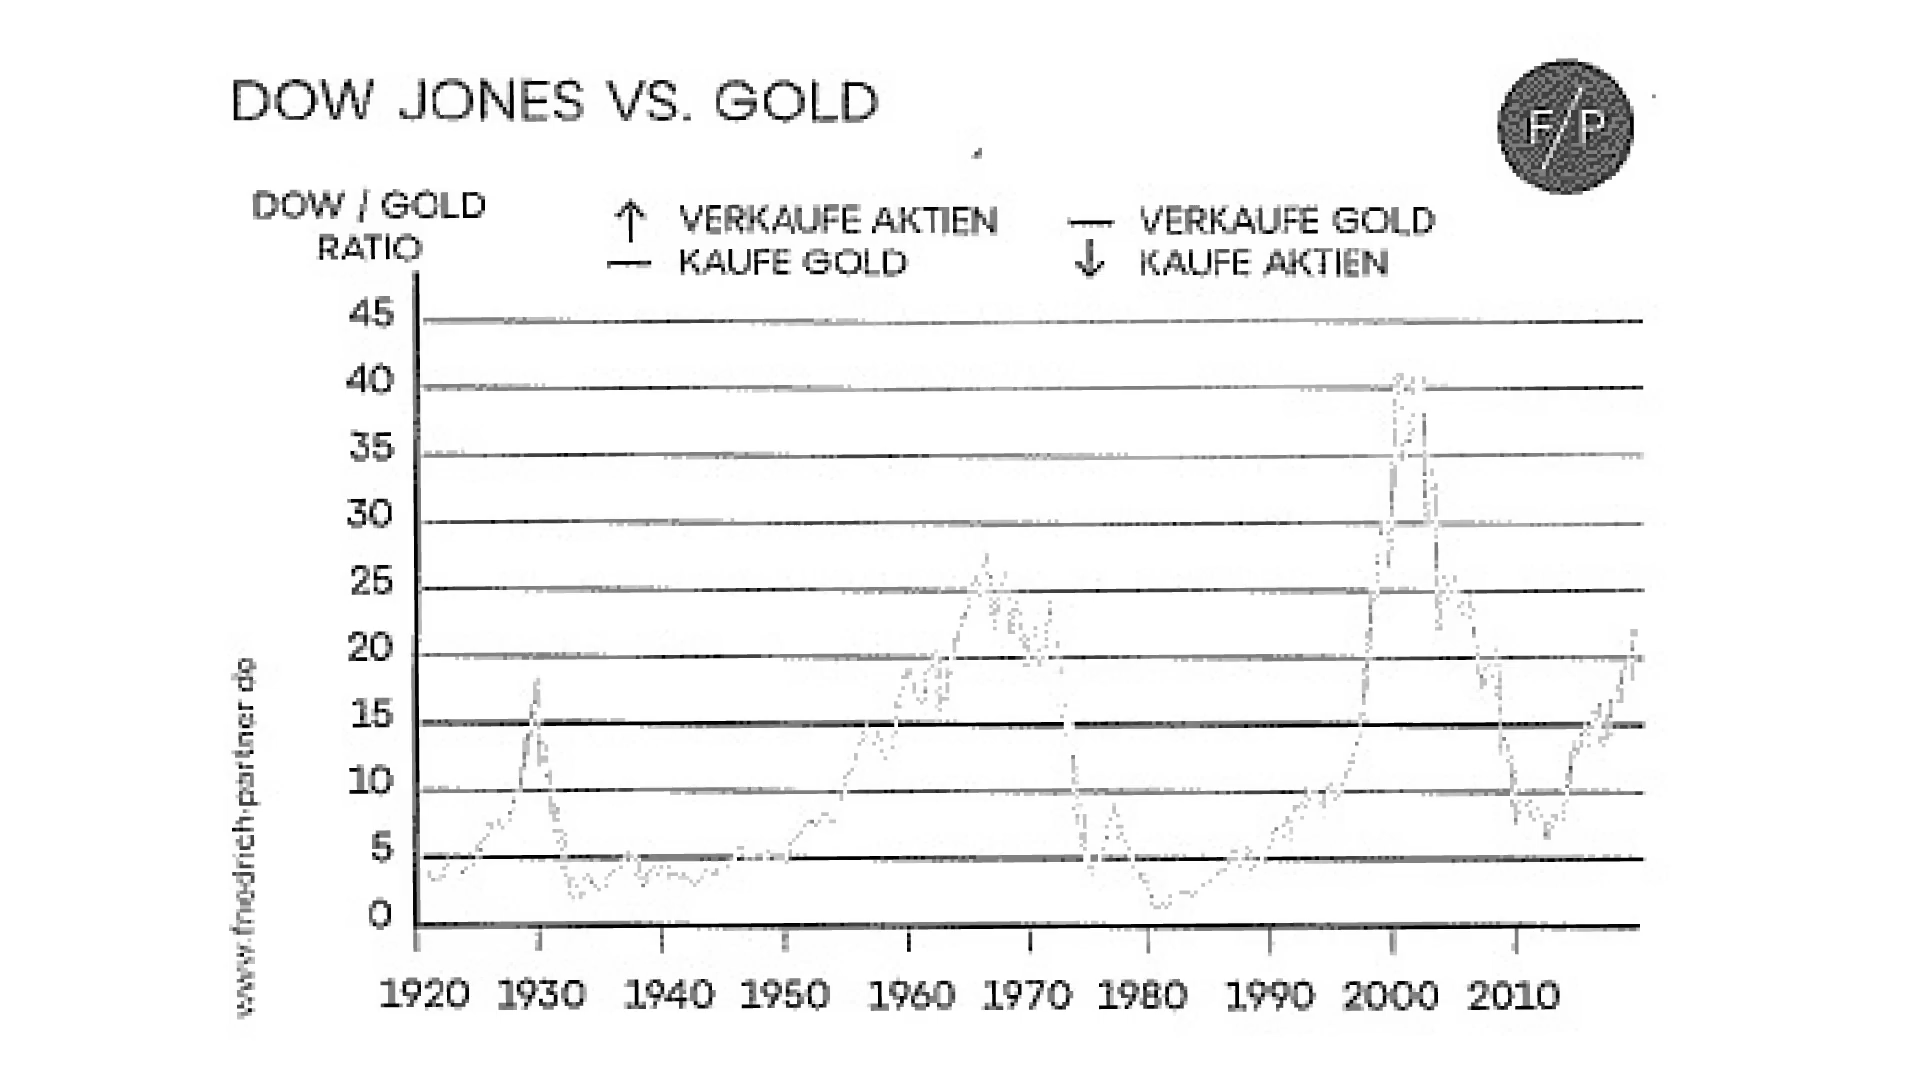 DOW JONES VS. GOLD
F/P
DOW / GOLD
RATIO
↑ VERKAUFE AKTIEN
— KAUFE GOLD
— VERKAUFE GOLD
↓ KAUFE AKTIEN
45
40
35
30
25
20
15
10
5
0
1920 1930 1940 1950 1960 1970 1980 1990 2000 2010
www.friedrich-partner.de